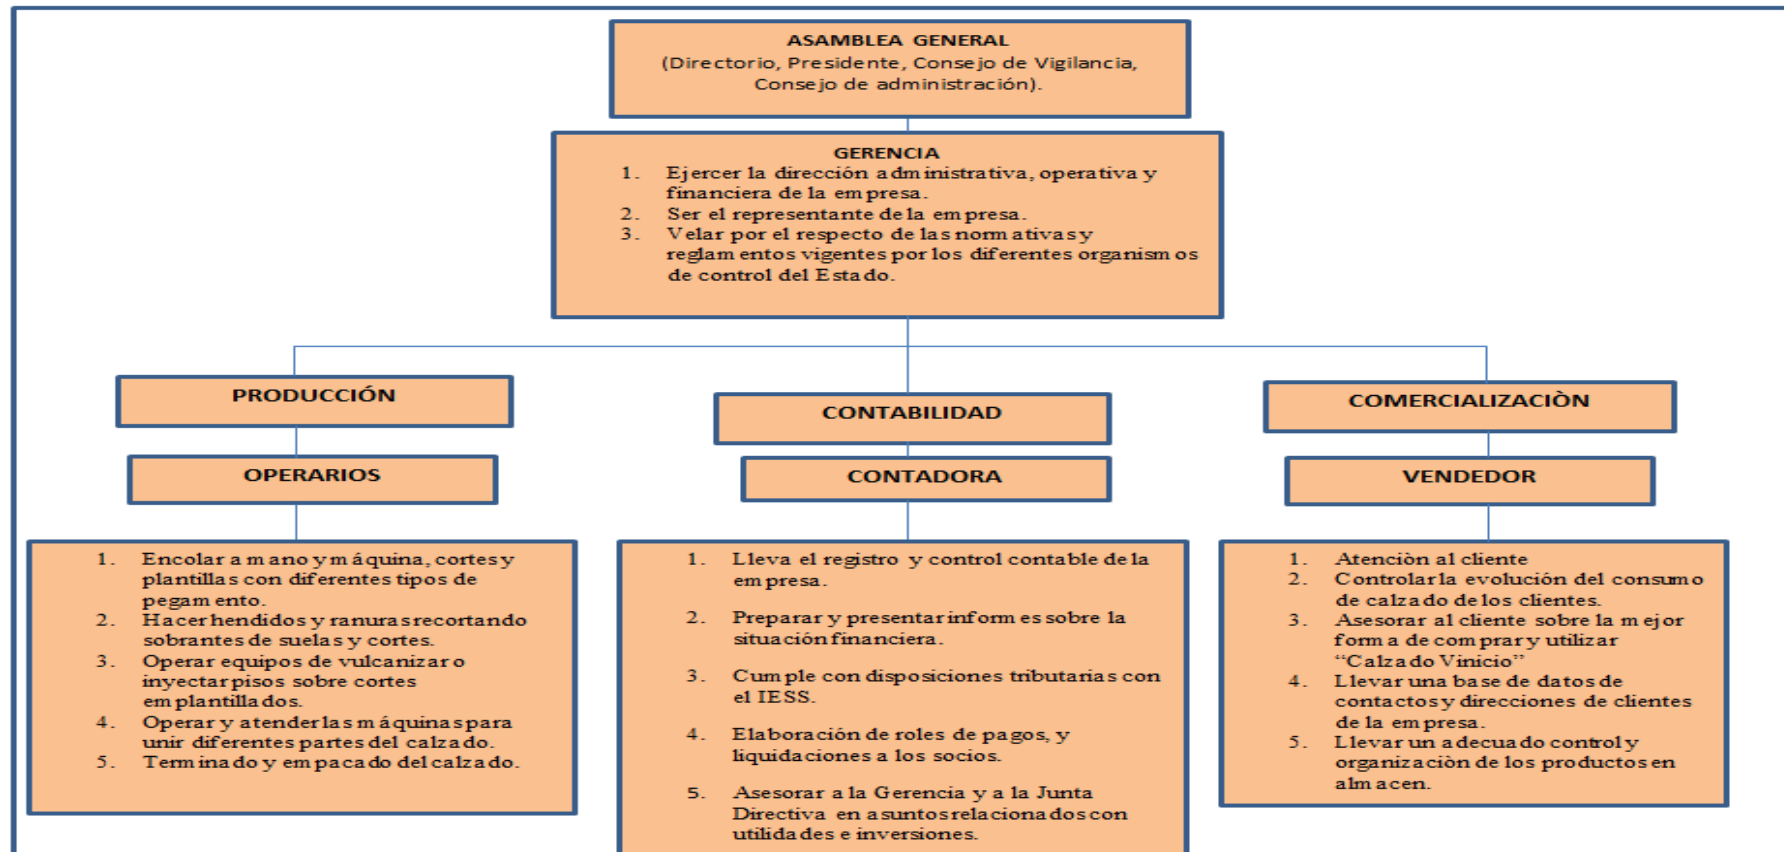 ASAMBLEA GENERAL
(Directorio, Presidente, Consejo de Vigilancia,
Consejo de administración).
GERENCIA
1. Ejercer la dirección administrativa, operativa y
financiera de la empresa.
2. Ser el representante de la empresa.
3. Velar por el respecto de las normativas y
reglamentos vigentes por los diferentes organismos
de control del Estado.
PRODUCCIÓN
OPERARIOS
1. Encolar a mano y máquina, cortes y
plantillas con diferentes tipos de
pegamento.
2. Hacer hendidos y ranuras recortando
sobrantes de suelas y cortes.
3. Operar equipos de vulcanizar o
inyectar pisos sobre cortes
emplantillados.
4. Operar y atender las máquinas para
unir diferentes partes del calzado.
5. Terminado y empacado del calzado.
CONTABILIDAD
CONTADORA
1. Lleva el registro y control contable de la
empresa.
2. Preparar y presentar informes sobre la
situación financiera.
3. Cumple con disposiciones tributarias con
el IESS.
4. Elaboración de roles de pagos, y
liquidaciones a los socios.
5. Asesorar a la Gerencia y a la Junta
Directiva en asuntos relacionados con
utilidades e inversiones.
COMERCIALIZACIÒN
VENDEDOR
1. Atenciòn al cliente
2. Controlar la evolución del consumo
de calzado de los clientes.
3. Asesorar al cliente sobre la mejor
forma de comprar y utilizar
“Calzado Vinicio”
4. Llevar una base de datos de
contactos y direcciones de clientes
de la empresa.
5. Llevar un adecuado control y
organizaciòn de los productos en
almacen.